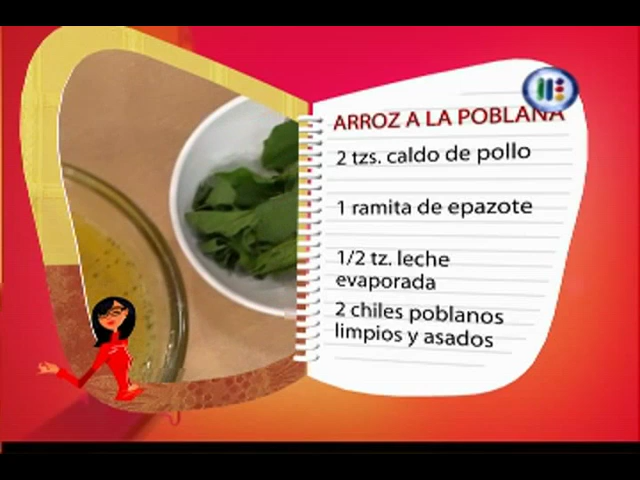 ARROZ A LA POBLANA
2 tzs. caldo de pollo
1 ramita de epazote
1/2 tz. leche
evaporada
2 chiles poblanos
limpios y asados